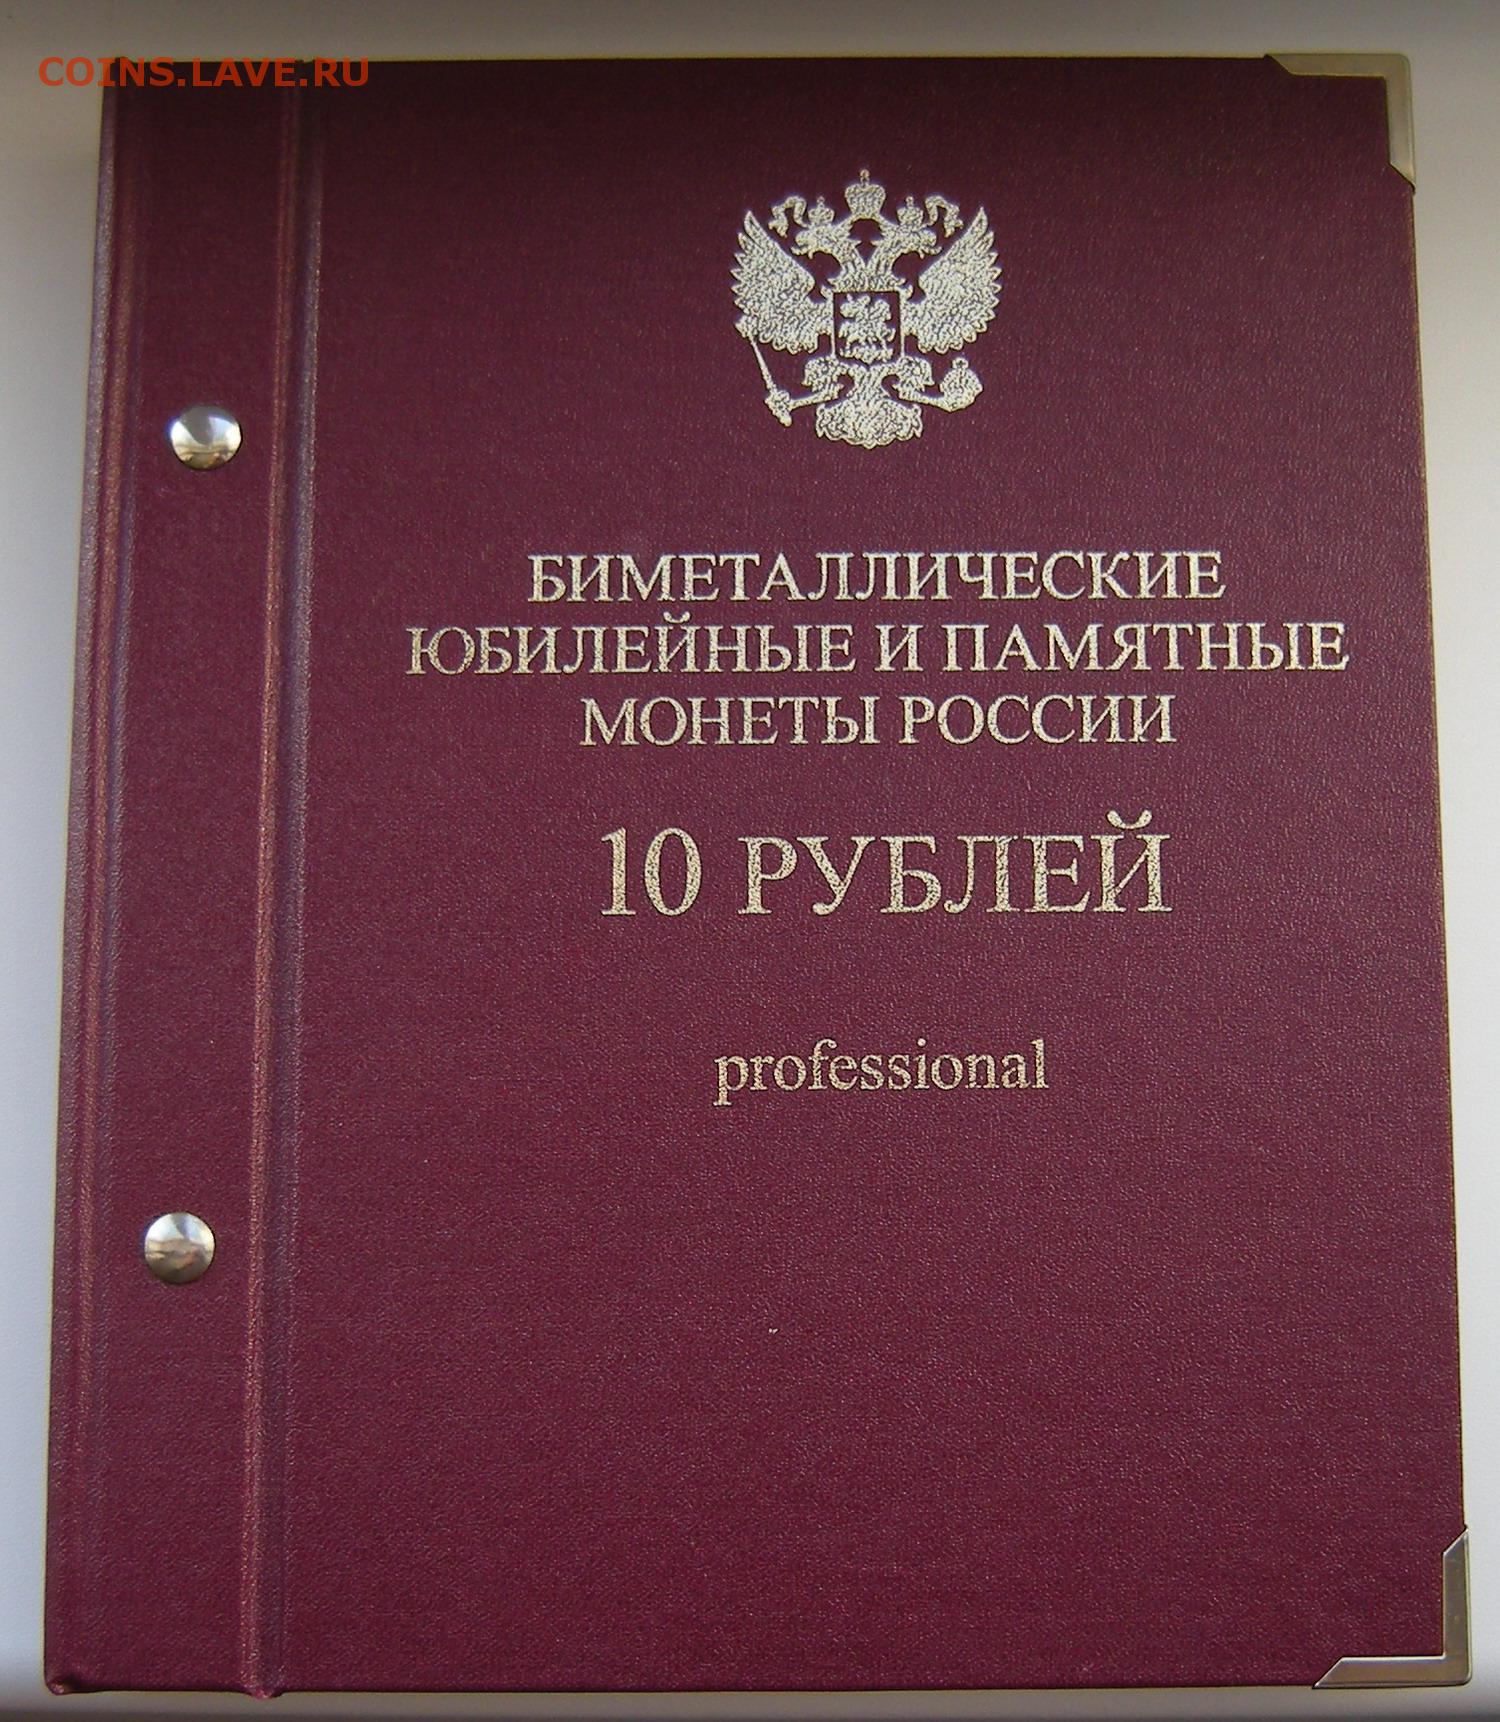 COINS.LAVE.RU
БИМЕТАЛЛИЧЕСКИЕ
ЮБИЛЕЙНЫЕ И ПАМЯТНЫЕ
МОНЕТЫ РОССИИ
10 РУБЛЕЙ
professional